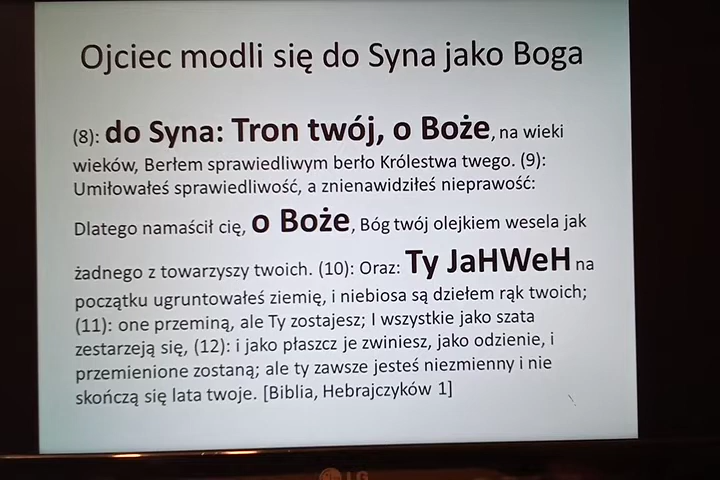 Ojciec modli się do Syna jako Boga
(8): do Syna: Tron twój, o Boże, na wieki
wieków, Berłem sprawiedliwym berło Królestwa twego. (9):
Umiłowałeś sprawiedliwość, a znienawidziłeś nieprawość:
Dlatego namaścił cię, o Boże, Bóg twój olejkiem wesela jak
żadnego z towarzyszy twoich. (10): Oraz: Ty JaHWeH na
początku ugruntowałeś ziemię, i niebiosa są dziełem rąk twoich;
(11): one przeminą, ale Ty zostajesz; I wszystkie jako szata
zestarzeją się, (12): i jako płaszcz je zwiniesz, jako odzienie, i
przemienione zostaną; ale ty zawsze jesteś niezmienny i nie
skończą się lata twoje. [Biblia, Hebrajczyków 1]
LG